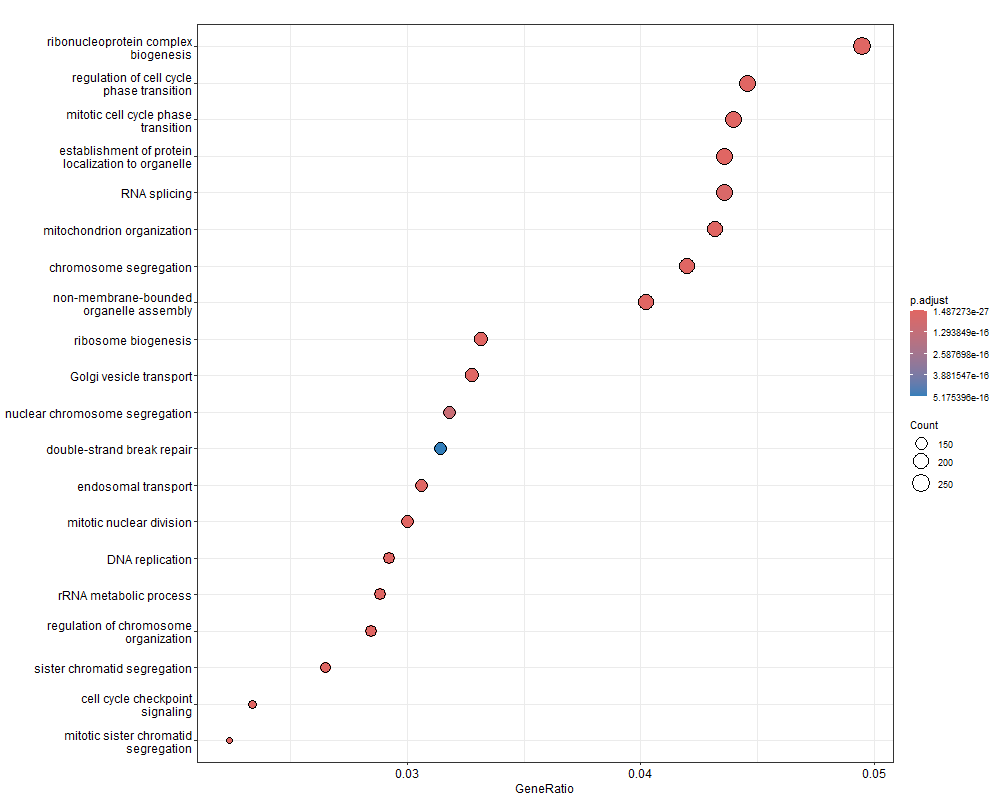 ribonucleoprotein complex
biogenesis
regulation of cell cycle
phase transition
mitotic cell cycle phase
transition
establishment of protein
localization to organelle
RNA splicing
mitochondrion organization
chromosome segregation
non-membrane-bounded
organelle assembly
ribosome biogenesis
Golgi vesicle transport
nuclear chromosome segregation
double-strand break repair
endosomal transport
mitotic nuclear division
DNA replication
rRNA metabolic process
regulation of chromosome
organization
sister chromatid segregation
cell cycle checkpoint
signaling
mitotic sister chromatid
segregation
0.03
0.04
0.05
GeneRatio
p.adjust
1.487273e-27
1.293849e-16
2.587698e-16
3.881547e-16
5.175396e-16
Count
150
200
250